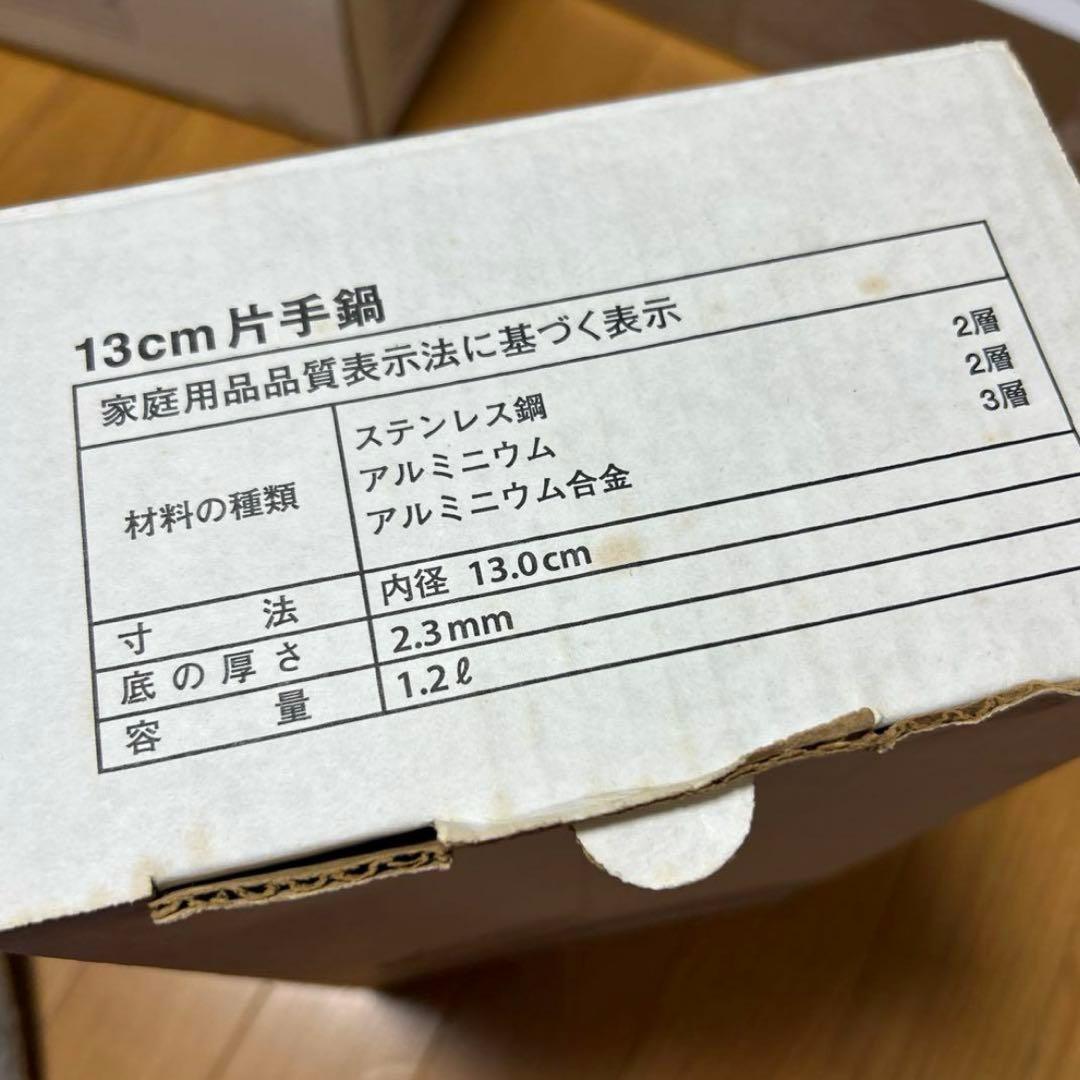 13cm片手鍋
家庭用品品質表示法に基づく表示
材料の種類
ステンレス鋼 2層
アルミニウム 2層
アルミニウム合金 3層
寸法 内径 13.0cm
底の厚さ 2.3mm
容量 1.2ℓ